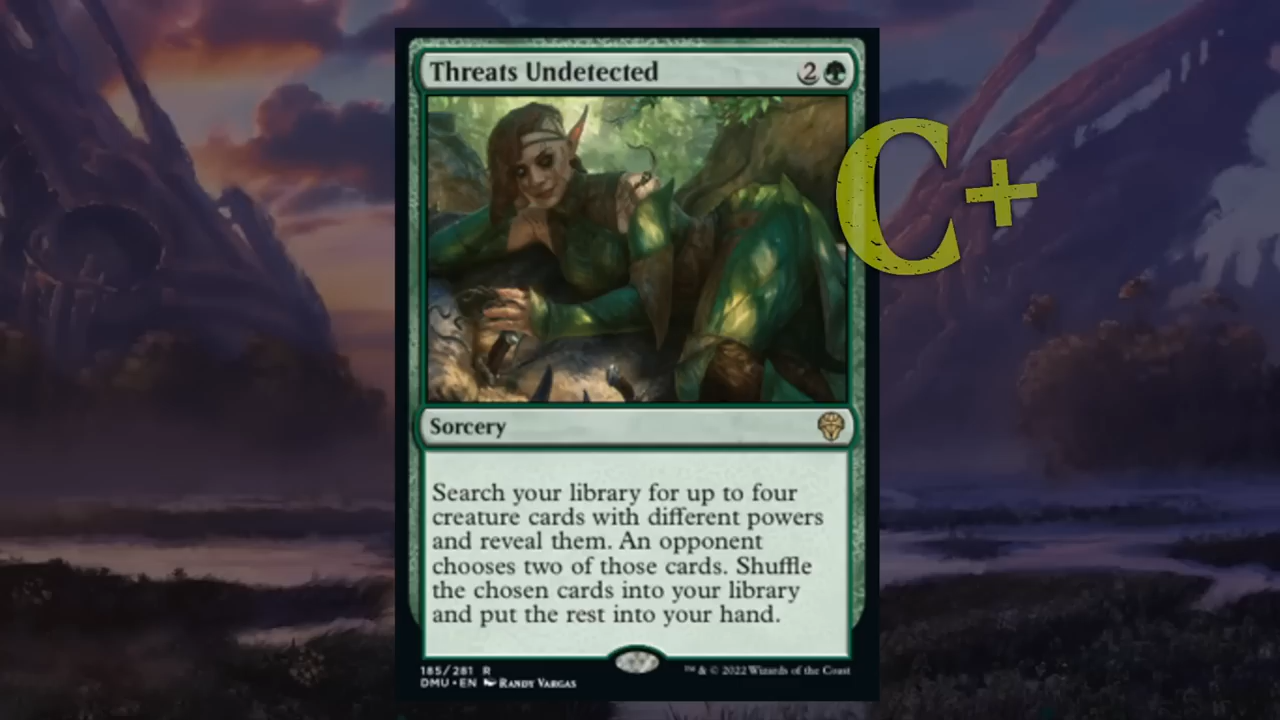 Threats Undetected 2
C+
Sorcery
Search your library for up to four
creature cards with different powers
and reveal them. An opponent
chooses two of those cards. Shuffle
the chosen cards into your library
and put the rest into your hand.
185/281 R
DMU • EN RANDY VARGAS
™ & © 2022 Wizards of the Coast